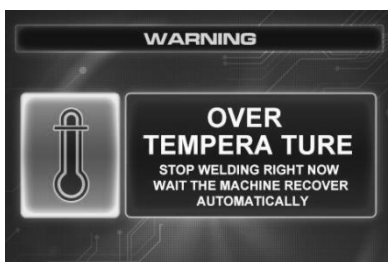 WARNING
OVER
TEMPERA TURE
STOP WELDING RIGHT NOW
WAIT THE MACHINE RECOVER
AUTOMATICALLY